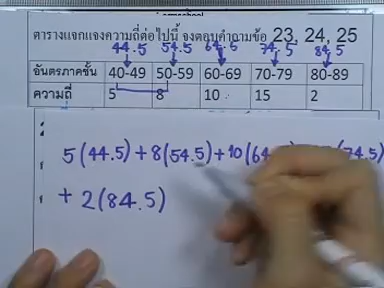 ตารางแจกแจงความถี่ต่อไปนี้ จงตอบคำถามข้อ 23, 24, 25
44.5 54.5 64.5 74.5 84.5
อันตรภาคชั้น 40-49 50-59 60-69 70-79 80-89
ความถี่ 5 8 10 15 2
5(44.5)+8(54.5)+10(64. 74.5)
+ 2(84.5)